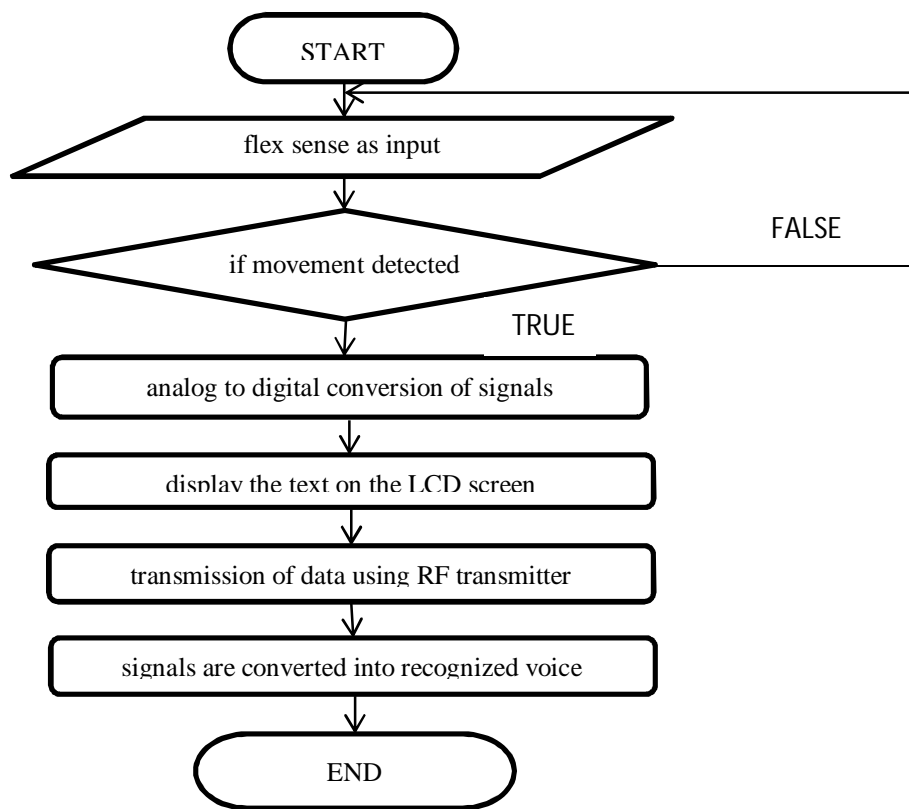 START
flex sense as input
if movement detected
FALSE
TRUE
analog to digital conversion of signals
display the text on the LCD screen
transmission of data using RF transmitter
signals are converted into recognized voice
END